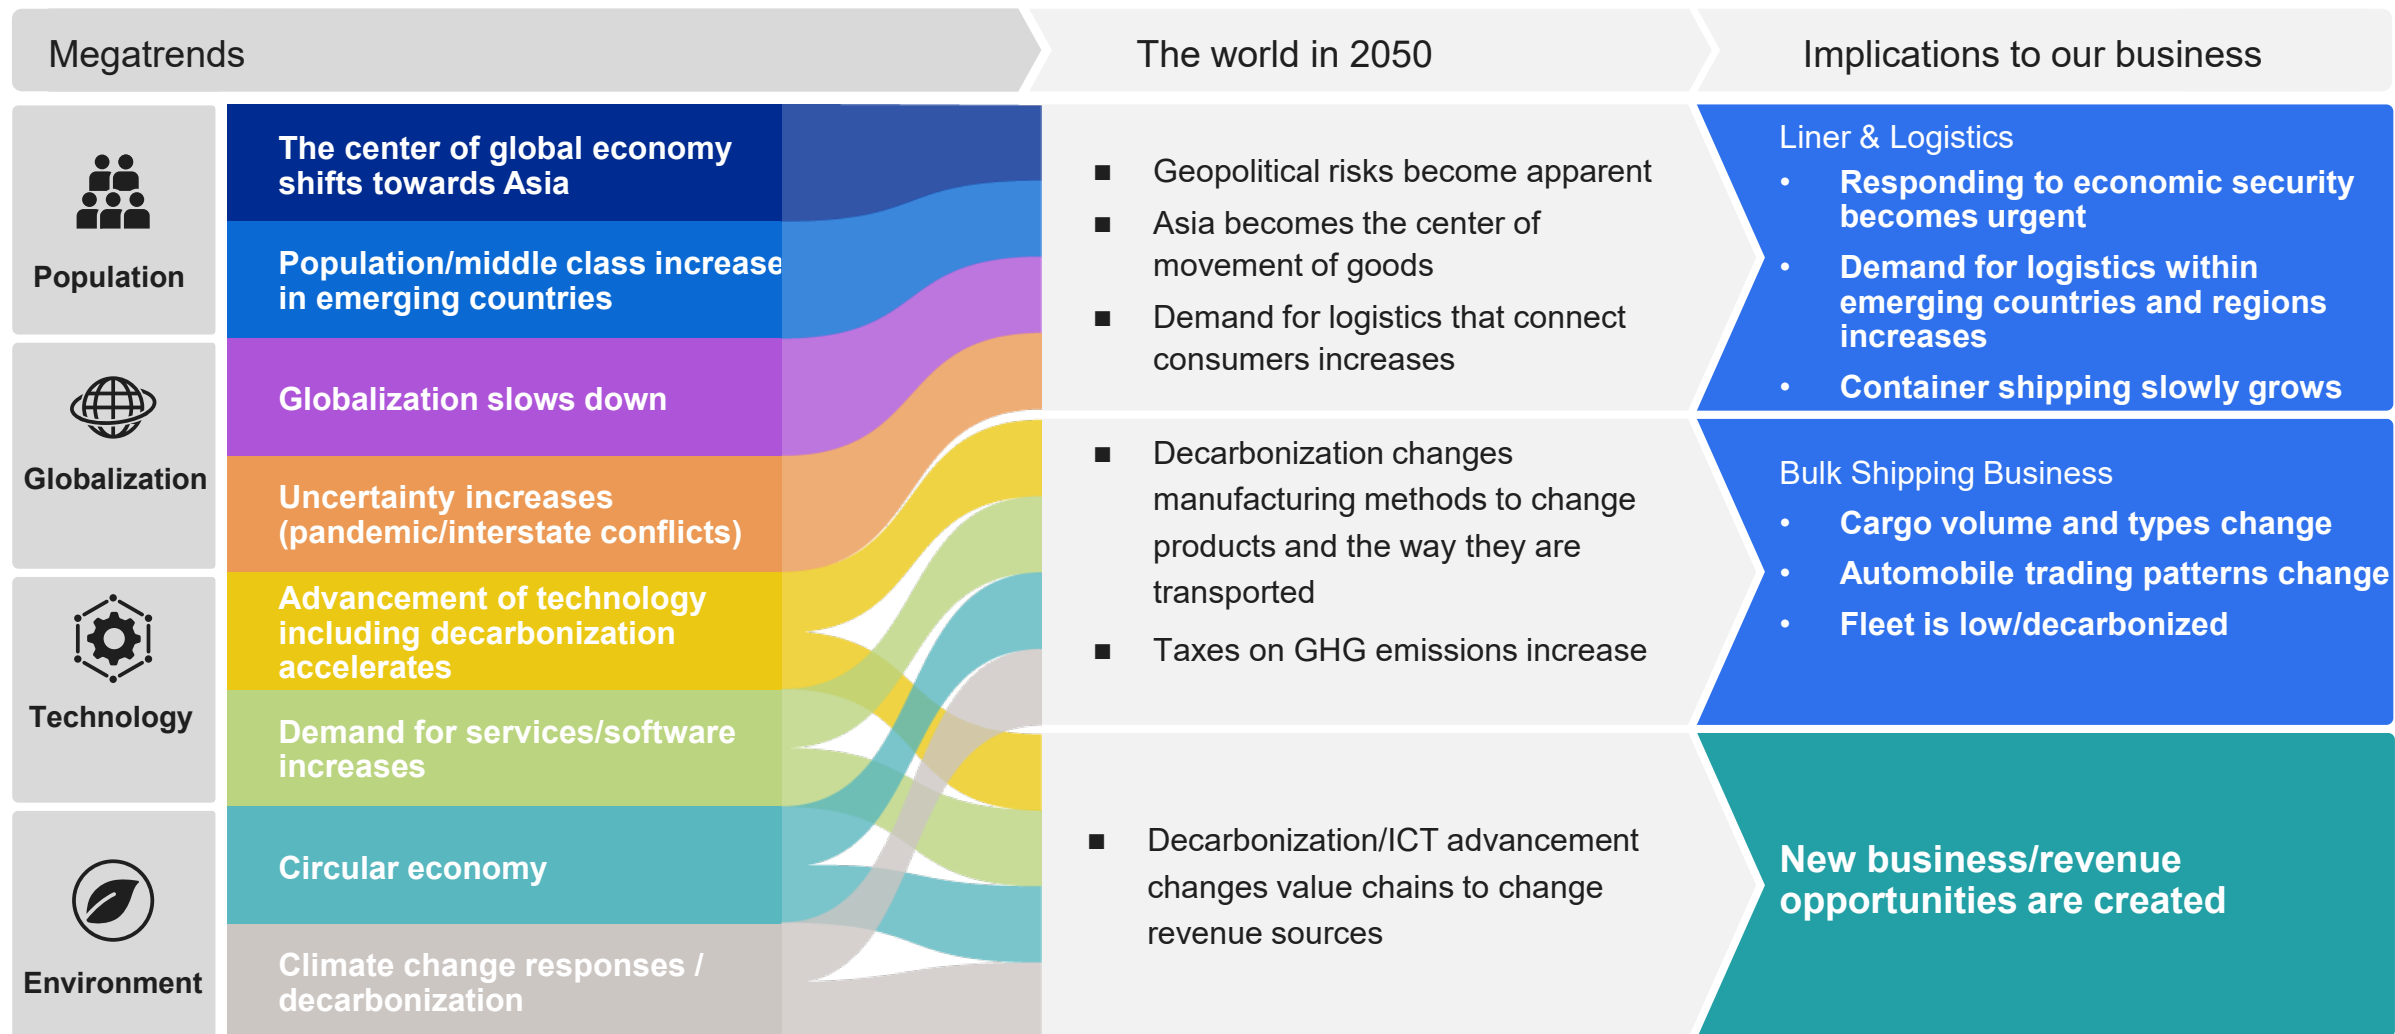 Megatrends
The world in 2050
Implications to our business
Population
Globalization
Technology
Environment
The center of global economy
shifts towards Asia
Population/middle class increase
in emerging countries
Globalization slows down
Uncertainty increases
(pandemic/interstate conflicts)
Advancement of technology
including decarbonization
accelerates
Demand for services/software
increases
Circular economy
Climate change responses /
decarbonization
■ Geopolitical risks become apparent
■ Asia becomes the center of
movement of goods
■ Demand for logistics that connect
consumers increases
■ Decarbonization changes
manufacturing methods to change
products and the way they are
transported
■ Taxes on GHG emissions increase
■ Decarbonization/ICT advancement
changes value chains to change
revenue sources
Liner & Logistics
• Responding to economic security
becomes urgent
• Demand for logistics within
emerging countries and regions
increases
• Container shipping slowly grows
Bulk Shipping Business
• Cargo volume and types change
• Automobile trading patterns change
• Fleet is low/decarbonized
New business/revenue
opportunities are created